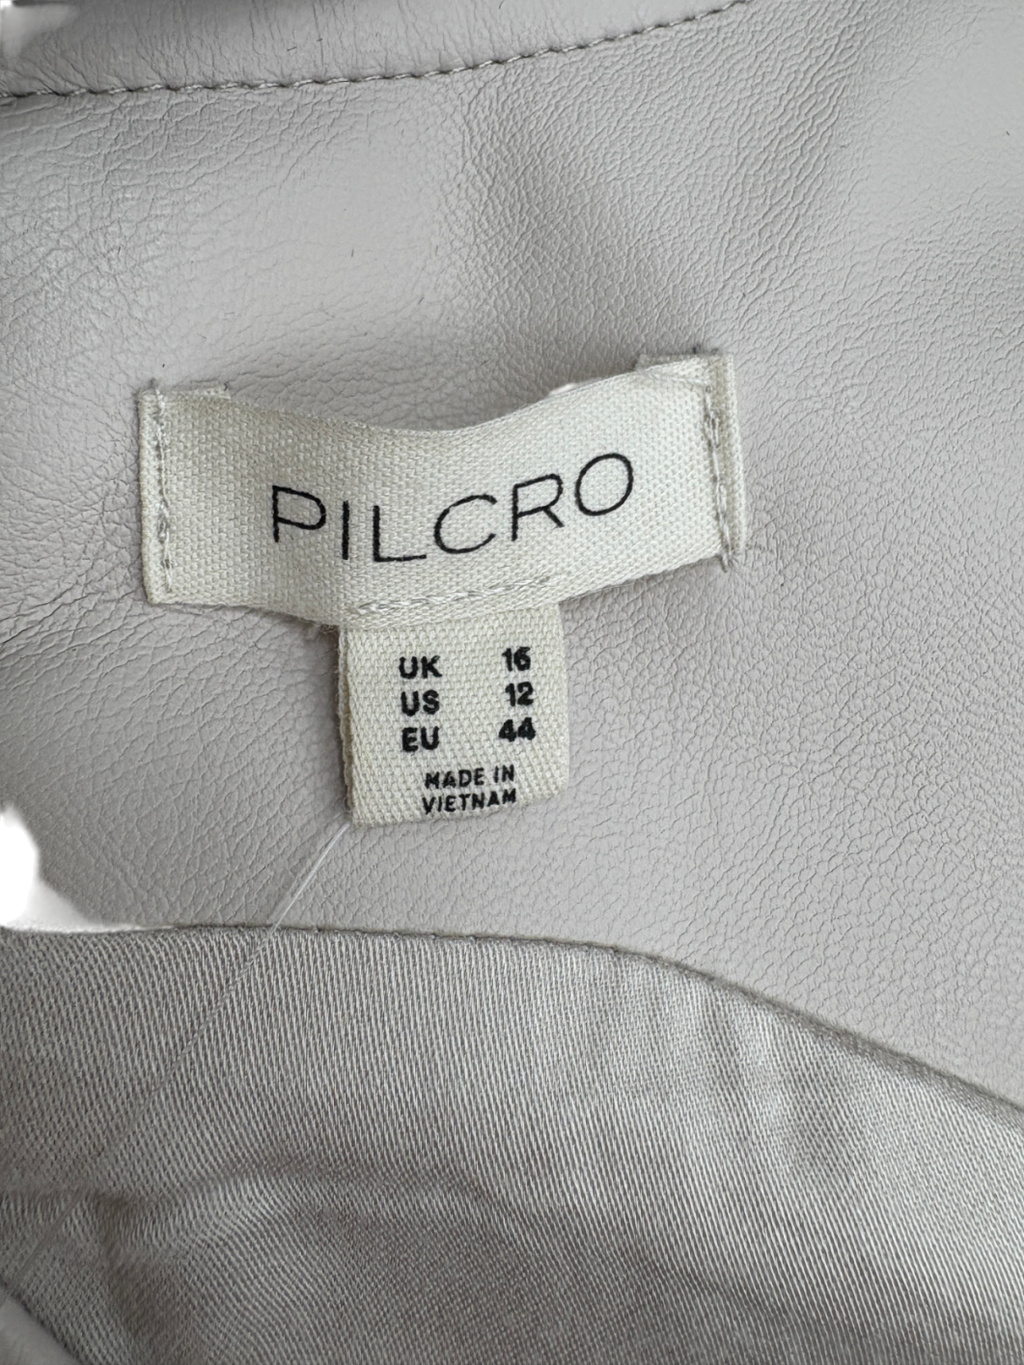 PILCRO
UK 16
US 12
EU 44
MADE IN
VIETNAM